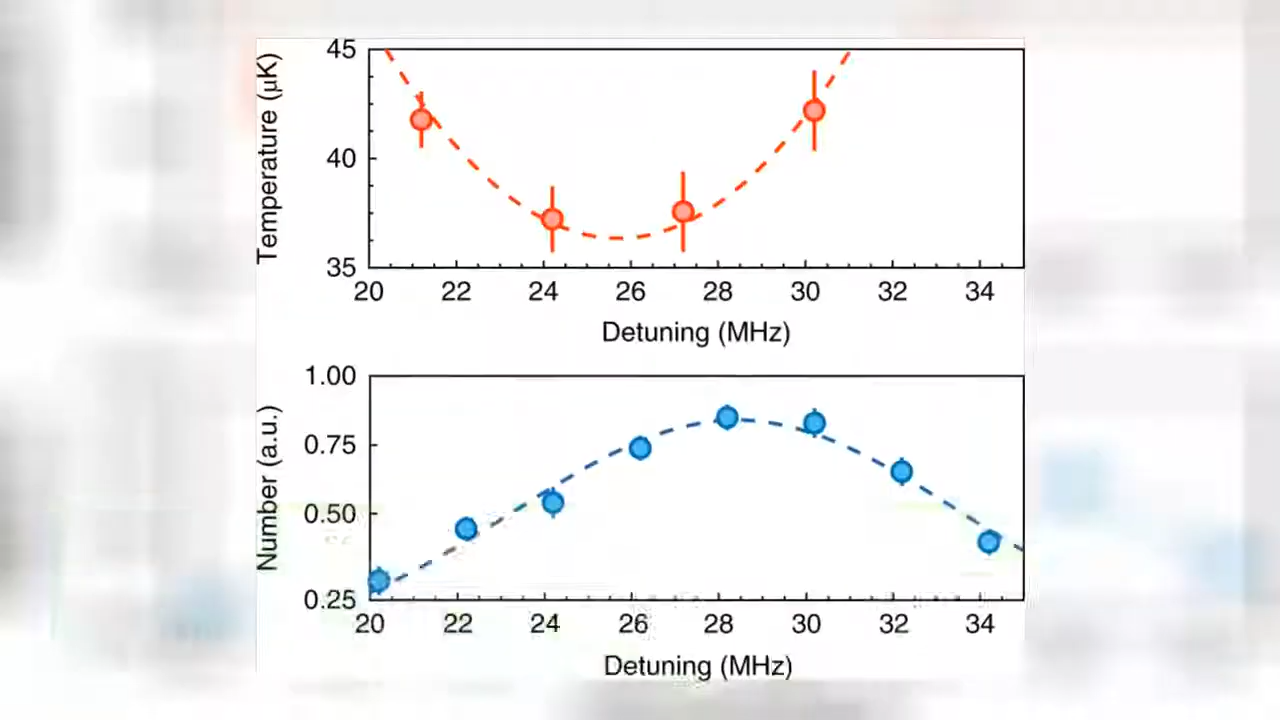 Temperature (μK)
45
40
35
20 22 24 26 28 30 32 34
Detuning (MHz)
Number (a.u.)
1.00
0.75
0.50
0.25
20 22 24 26 28 30 32 34
Detuning (MHz)